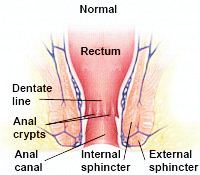 Normal
Rectum
Dentate
line
Anal
crypts
Anal
canal
Internal
sphincter
External
sphincter